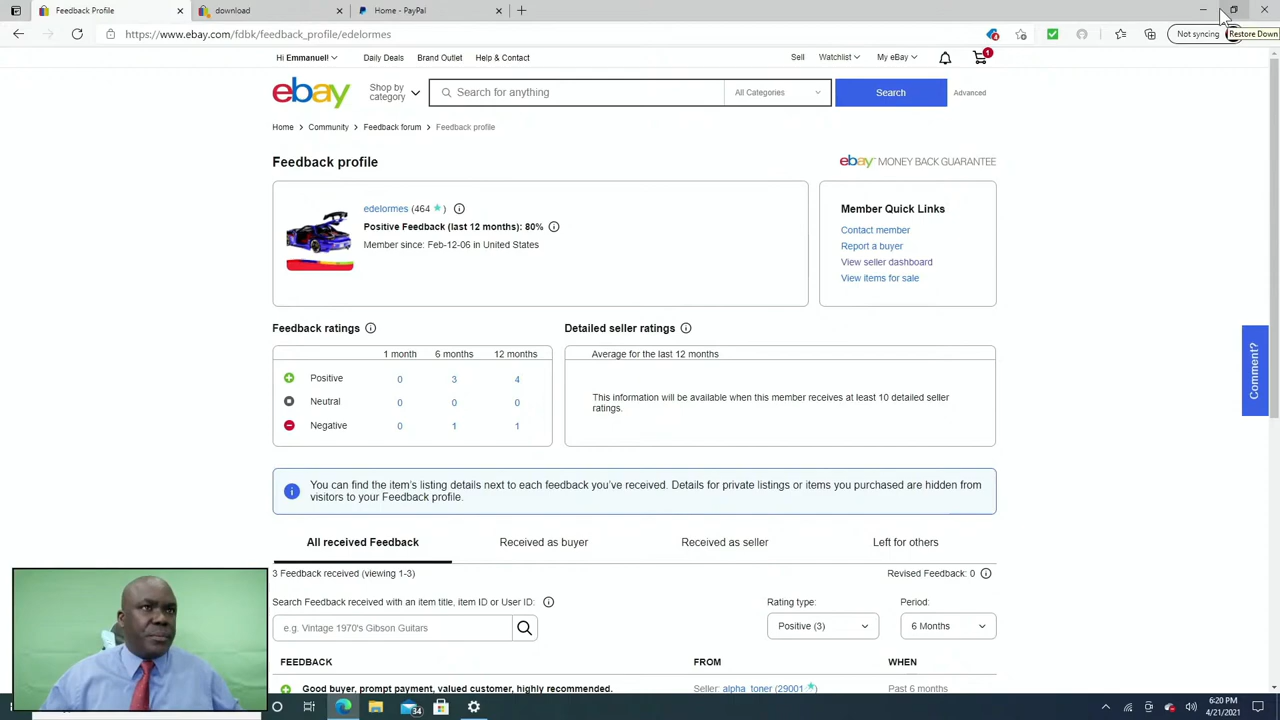 Feedback Profile
download
Home - PayPal
https://www.ebay.com/fdbk/feedback_profile/edelormes
4
Not syncing
Restore Down
Hi Emmanuel!
Daily Deals
Brand Outlet
Help & Contact
Sell
Watchlist
My eBay
1
ebay
Shop by category
Search for anything
All Categories
Search
Advanced
Home
Community
Feedback forum
Feedback profile
Feedback profile
ebay MONEY BACK GUARANTEE
edelormes (464 )
Positive Feedback (last 12 months): 80%
Member since: Feb-12-06 in United States
Member Quick Links
Contact member
Report a buyer
View seller dashboard
View items for sale
Feedback ratings
1 month 6 months 12 months
Positive 0 3 4
Neutral 0 0 0
Negative 0 1 1
Detailed seller ratings
Average for the last 12 months
This information will be available when this member receives at least 10 detailed seller
ratings.
Comment?
You can find the item's listing details next to each feedback you've received. Details for private listings or items you purchased are hidden from
visitors to your Feedback profile.
All received Feedback
Received as buyer
Received as seller
Left for others
3 Feedback received (viewing 1-3)
Revised Feedback: 0
Search Feedback received with an item title, item ID or User ID:
e.g. Vintage 1970's Gibson Guitars
Rating type:
Positive (3)
Period:
6 Months
FEEDBACK
FROM
WHEN
Good buyer, prompt payment, valued customer, highly recommended.
Seller: alpha_toner (29001 )
Past 6 months
34
6:20 PM
4/21/2021